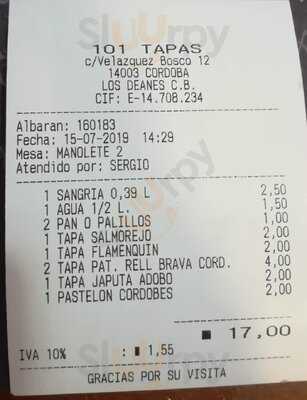 101 TAPAS
c/Velazquez Bosco 12
14003 CORDOBA
LOS DEANES C.B.
CIF: E-14.708.234
Albaran: 160183
Fecha: 15-07-2019 14:29
Mesa: MANOLETE 2
Atendido por: SERGIO
1 SANGRIA 0,39 L 2,50
1 AGUA 1/2 L. 1,50
2 PAN O PALILLOS 1,00
1 TAPA SALMOREJO 2,00
1 TAPA FLAMENQUIN 2,00
2 TAPA PAT. RELL BRAVA CORD. 4,00
1 TAPA JAPUTA ADOBO 2,00
1 PASTELON CORDOBES 2,00
■ 17,00
IVA 10% : ■ 1,55
GRACIAS POR SU VISITA